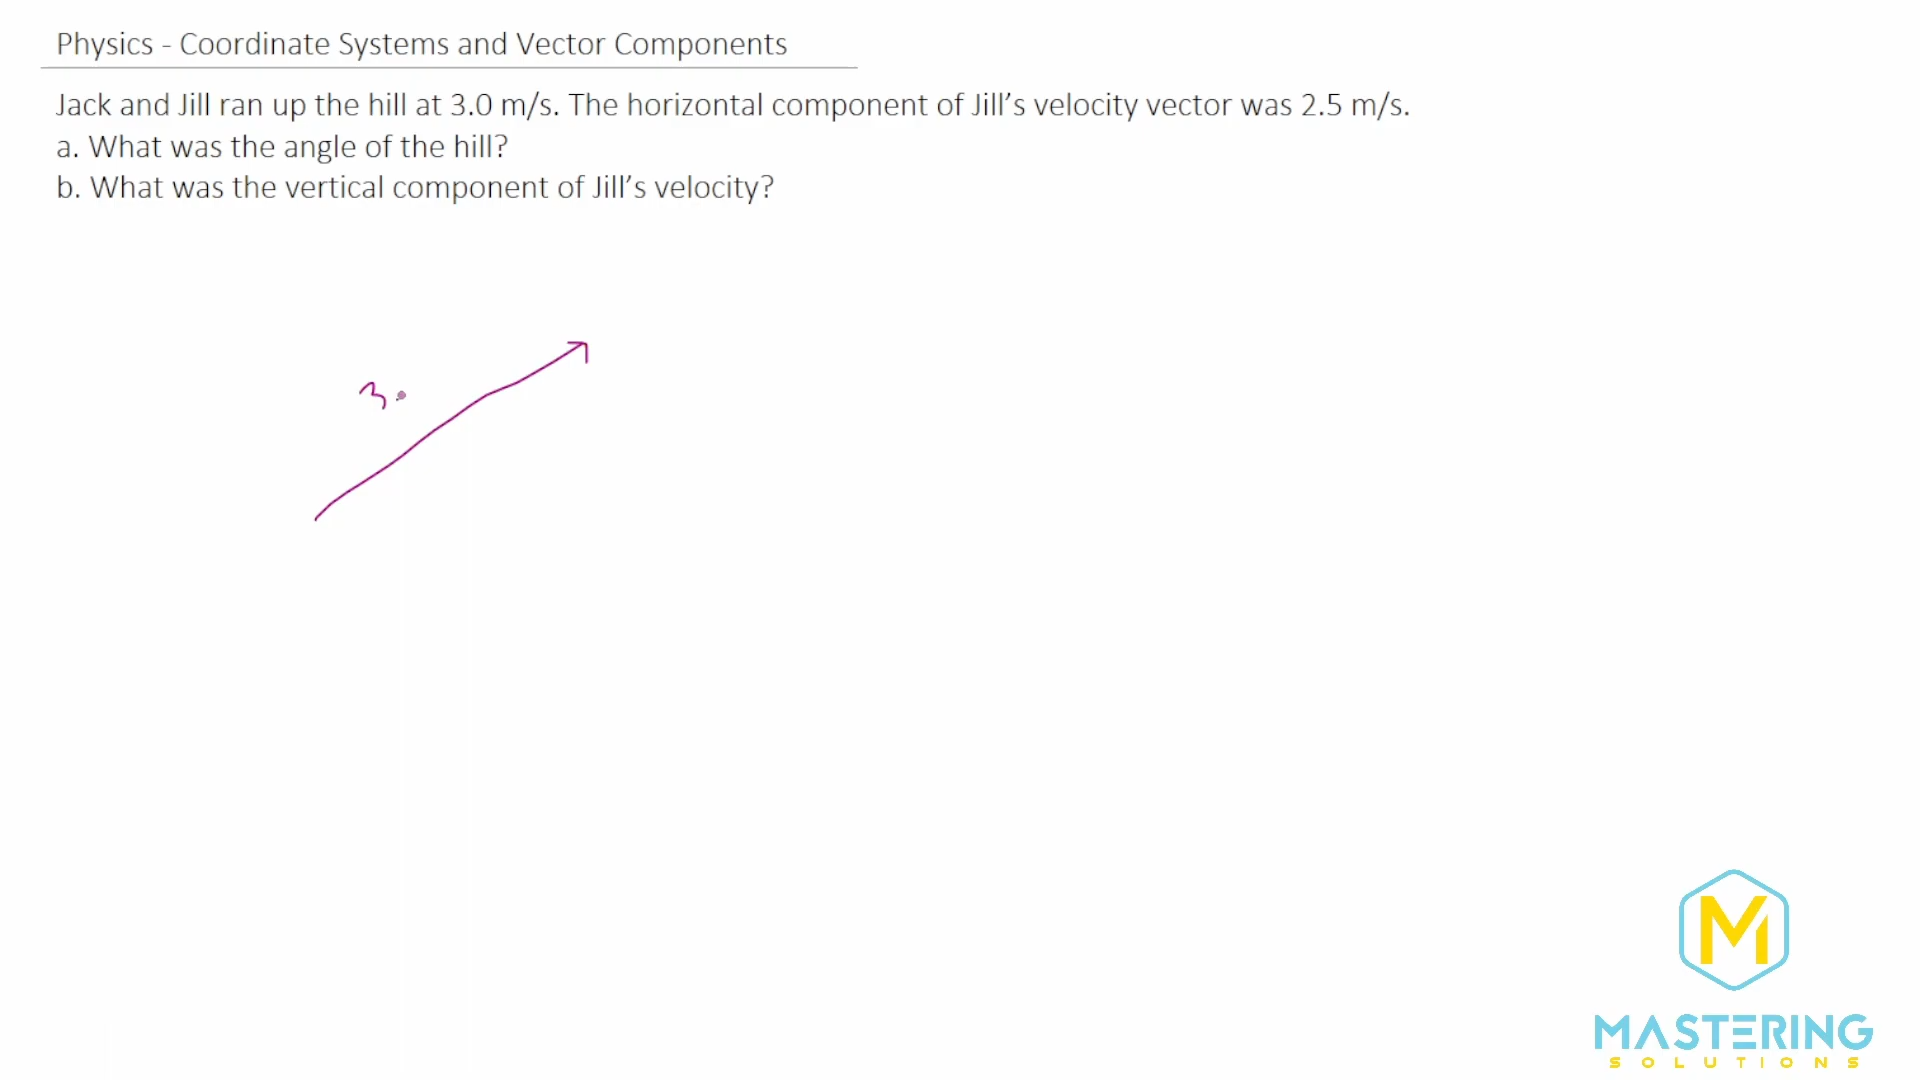 Physics - Coordinate Systems and Vector Components
Jack and Jill ran up the hill at 3.0 m/s. The horizontal component of Jill’s velocity vector was 2.5 m/s.
a. What was the angle of the hill?
b. What was the vertical component of Jill’s velocity?
3.
M
MASTERING
SOLUTIONS